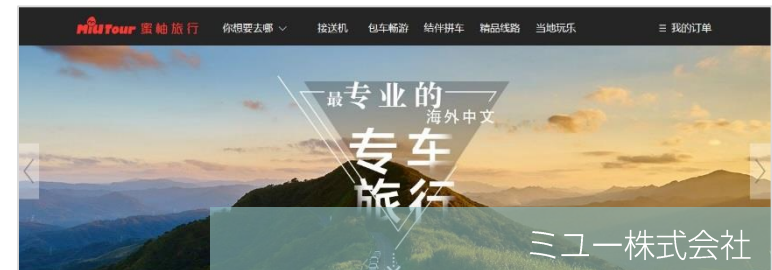 MiUTour 蜜柚旅行 你想要去哪 接送机 包车畅游 结伴拼车 精品线路 当地玩乐 三 我的订单
最专业的
海外中文
专车
旅行
ミユー株式会社